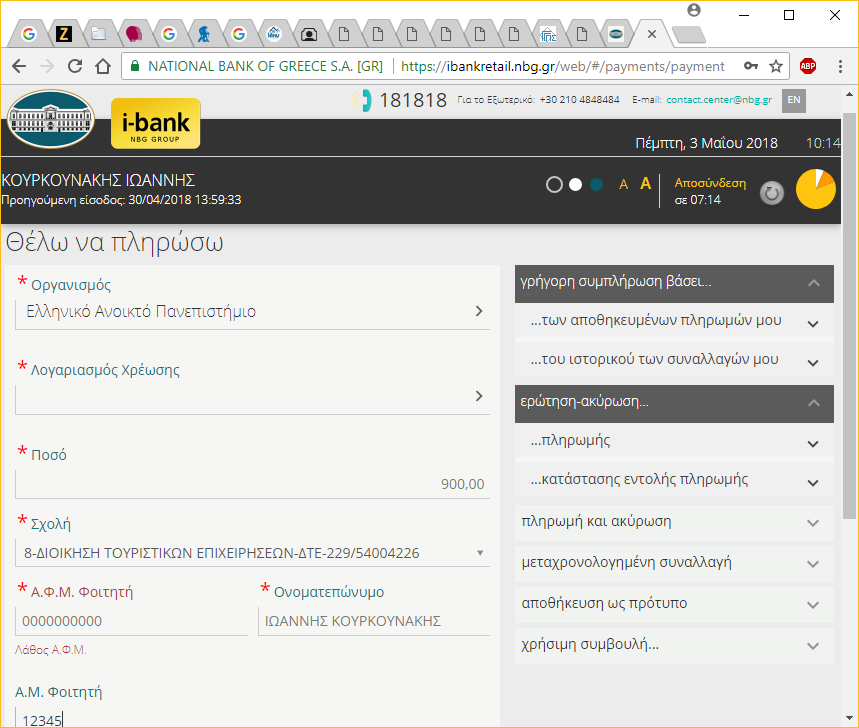 NATIONAL BANK OF GREECE S.A. [GR] https://ibankretail.nbg.gr/web/#/payments/payment
ABP
181818 Για το Εξωτερικό: +30 210 4848484 E-mail: contact.center@nbg.gr EN
i-bank
NBG GROUP
Πέμπτη, 3 Μαΐου 2018 10:14
ΚΟΥΡΚΟΥΝΑΚΗΣ ΙΩΑΝΝΗΣ
Προηγούμενη είσοδος: 30/04/2018 13:59:33
A A
Αποσύνδεση
σε 07:14
Θέλω να πληρώσω
* Οργανισμός
Ελληνικό Ανοικτό Πανεπιστήμιο
* Λογαριασμός Χρέωσης
* Ποσό
900,00
* Σχολή
8-ΔΙΟΙΚΗΣΗ ΤΟΥΡΙΣΤΙΚΩΝ ΕΠΙΧΕΙΡΗΣΕΩΝ-ΔΤΕ-229/54004226
* Α.Φ.Μ. Φοιτητή
0000000000
Λάθος Α.Φ.Μ.
* Ονοματεπώνυμο
ΙΩΑΝΝΗΣ ΚΟΥΡΚΟΥΝΑΚΗΣ
Α.Μ. Φοιτητή
12345
γρήγορη συμπλήρωση βάσει...
...των αποθηκευμένων πληρωμών μου
...του ιστορικού των συναλλαγών μου
ερώτηση-ακύρωση...
...πληρωμής
...κατάστασης εντολής πληρωμής
πληρωμή και ακύρωση
μεταχρονολογημένη συναλλαγή
αποθήκευση ως πρότυπο
χρήσιμη συμβουλή...